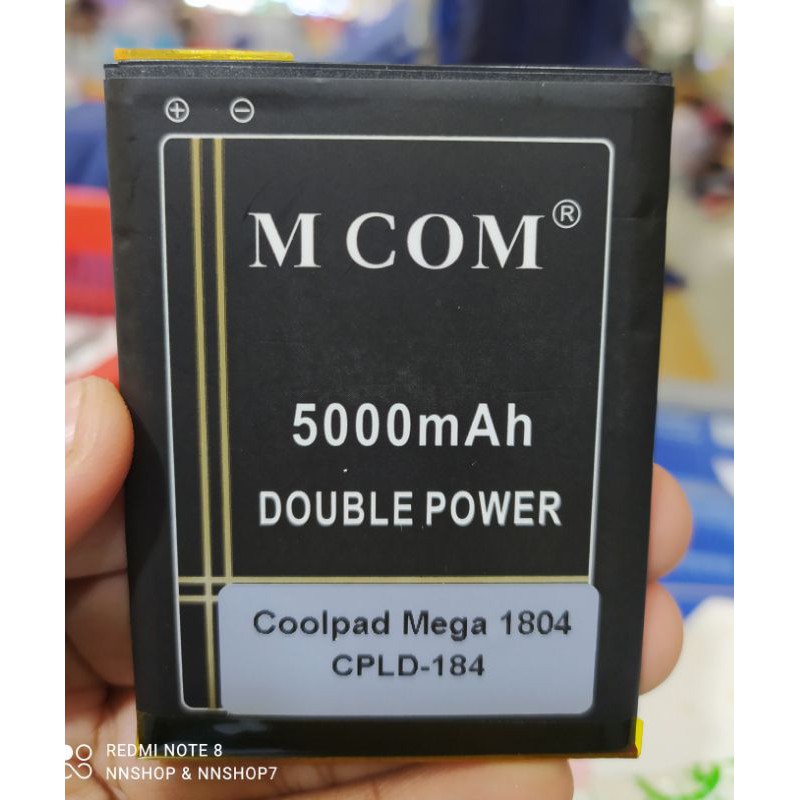 M COM®
5000mAh
DOUBLE POWER
Coolpad Mega 1804
CPLD-184
REDMI NOTE 8
NNSHOP & NNSHOP7